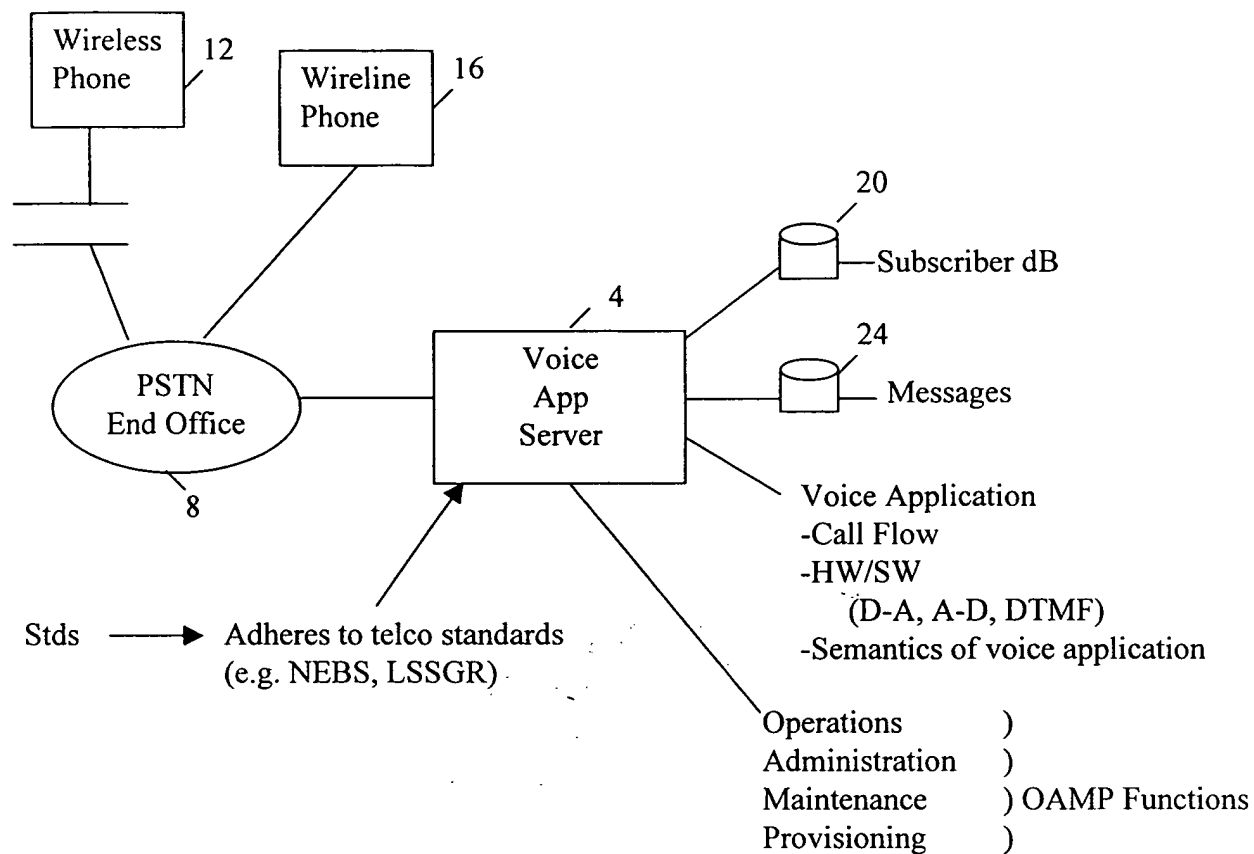 Wireless
Phone
12
Wireline
Phone
16
20
Subscriber dB
4
Voice
App
Server
24
Messages
PSTN
End Office
8
Voice Application
-Call Flow
-HW/SW
(D-A, A-D, DTMF)
-Semantics of voice application
Stds
Adheres to telco standards
(e.g. NEBS, LSSGR)
Operations )
Administration )
Maintenance ) OAMP Functions
Provisioning )